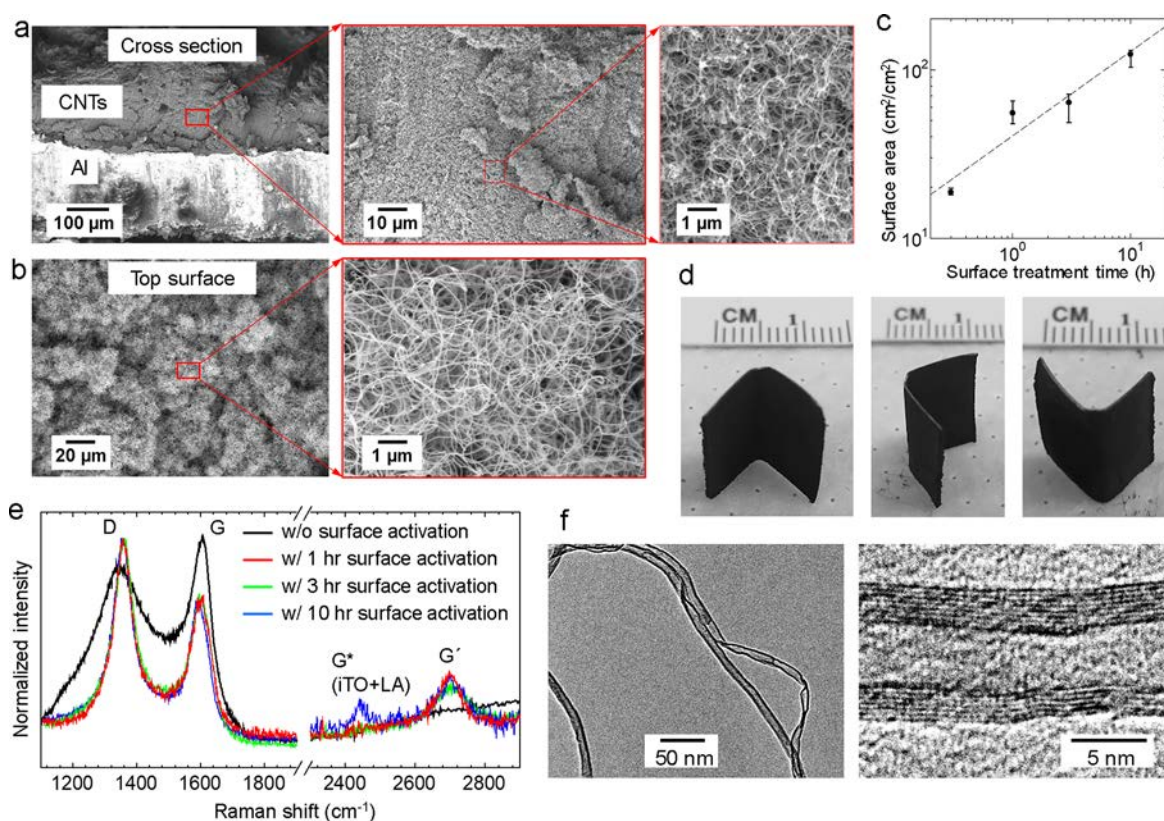 a
Cross section
CNTs
Al
100 µm
10 µm
1 µm
b
Top surface
20 µm
1 µm
c
Surface area (cm²/cm²)
10²
10¹
10⁰
10¹
Surface treatment time (h)
d
CM 1
CM 1
CM 1
e
D
G
w/o surface activation
w/ 1 hr surface activation
w/ 3 hr surface activation
w/ 10 hr surface activation
G*
(iTO+LA)
G´
Normalized intensity
1200 1400 1600 1800 2400 2600 2800
Raman shift (cm⁻¹)
f
50 nm
5 nm